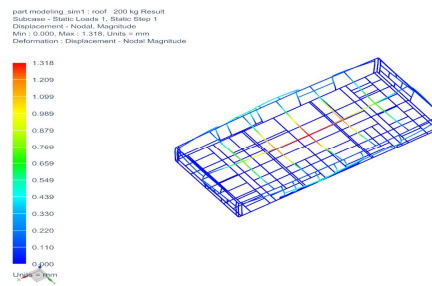 part modeling_sim1 : roof 200 kg Result
Subcase - Static Loads 1, Static Step 1
Displacement - Nodal, Magnitude
Min : 0.000, Max : 1.318, Units = mm
Deformation : Displacement - Nodal Magnitude
1.318
1.209
1.099
0.989
0.879
0.769
0.659
0.549
0.439
0.330
0.220
0.110
0.000
Units = mm